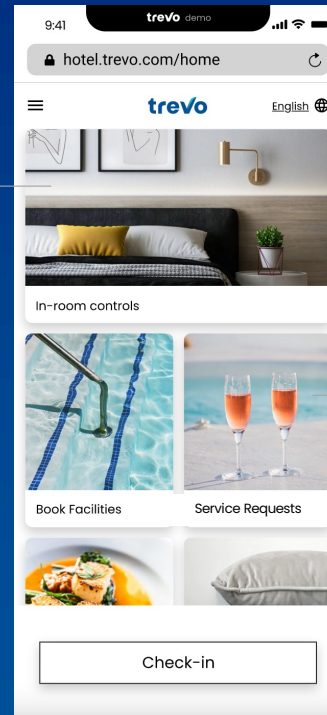 9:41
trevo demo
hotel.trevo.com/home
trevo
English
In-room controls
Book Facilities
Service Requests
Check-in